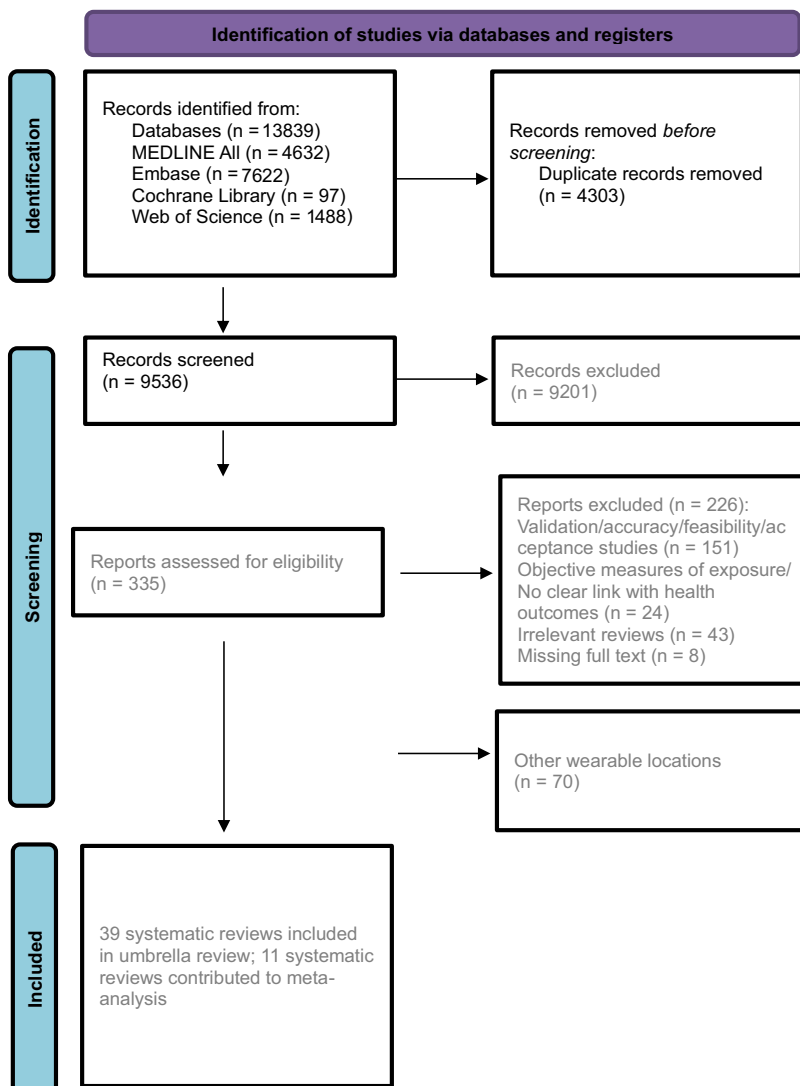 Identification of studies via databases and registers
Identification
Records identified from:
Databases (n = 13839)
MEDLINE All (n = 4632)
Embase (n = 7622)
Cochrane Library (n = 97)
Web of Science (n = 1488)
Records removed before
screening:
Duplicate records removed
(n = 4303)
Screening
Records screened
(n = 9536)
Records excluded
(n = 9201)
Reports assessed for eligibility
(n = 335)
Reports excluded (n = 226):
Validation/accuracy/feasibility/ac
ceptance studies (n = 151)
Objective measures of exposure/
No clear link with health
outcomes (n = 24)
Irrelevant reviews (n = 43)
Missing full text (n = 8)
Other wearable locations
(n = 70)
Included
39 systematic reviews included
in umbrella review; 11 systematic
reviews contributed to meta-
analysis